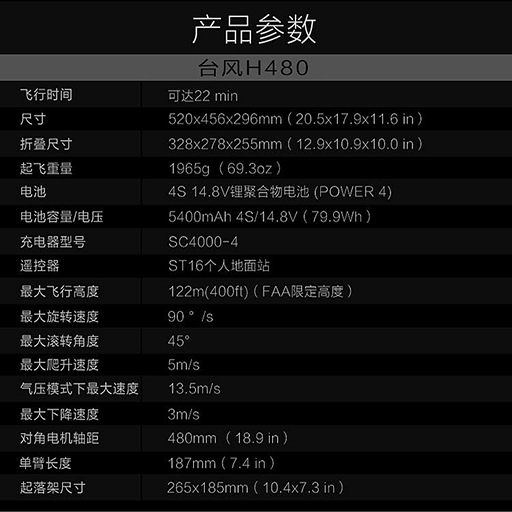 产品参数
台风H480
飞行时间 可达22 min
尺寸 520x456x296mm ( 20.5x17.9x11.6 in )
折叠尺寸 328x278x255mm ( 12.9x10.9x10.0 in )
起飞重量 1965g ( 69.3oz )
电池 4S 14.8V锂聚合物电池 (POWER 4)
电池容量/电压 5400mAh 4S/14.8V ( 79.9Wh )
充电器型号 SC4000-4
遥控器 ST16个人地面站
最大飞行高度 122m(400ft) ( FAA限定高度 )
最大旋转速度 90 ° /s
最大滚转角度 45°
最大爬升速度 5m/s
气压模式下最大速度 13.5m/s
最大下降速度 3m/s
对角电机轴距 480mm ( 18.9 in )
单臂长度 187mm ( 7.4 in )
起落架尺寸 265x185mm ( 10.4x7.3 in )